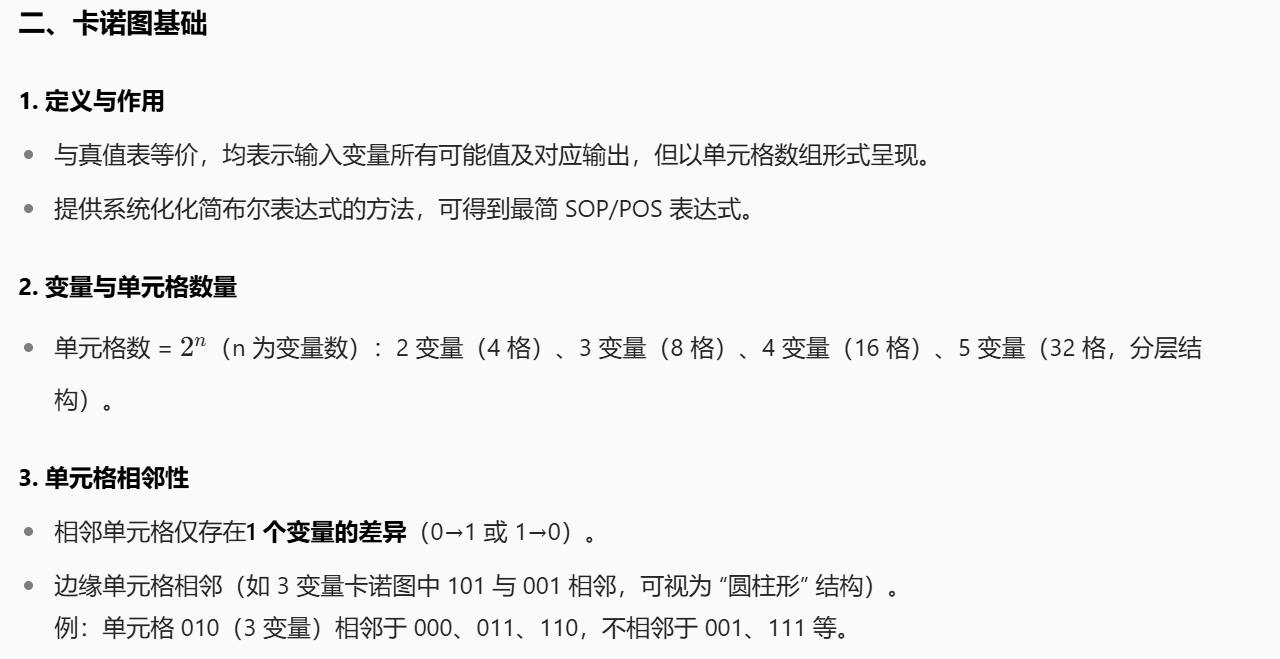 二、卡诺图基础
1. 定义与作用
与真值表等价，均表示输入变量所有可能值及对应输出，但以单元格数组形式呈现。
提供系统化化简布尔表达式的方法，可得到最简 SOP/POS 表达式。
2. 变量与单元格数量
单元格数 = 2ⁿ（n 为变量数）：2 变量（4 格）、3 变量（8 格）、4 变量（16 格）、5 变量（32 格，分层结
构）。
3. 单元格相邻性
相邻单元格仅存在1 个变量的差异（0→1 或 1→0）。
边缘单元格相邻（如 3 变量卡诺图中 101 与 001 相邻，可视为 “圆柱形” 结构）。
例：单元格 010（3 变量）相邻于 000、011、110，不相邻于 001、111 等。